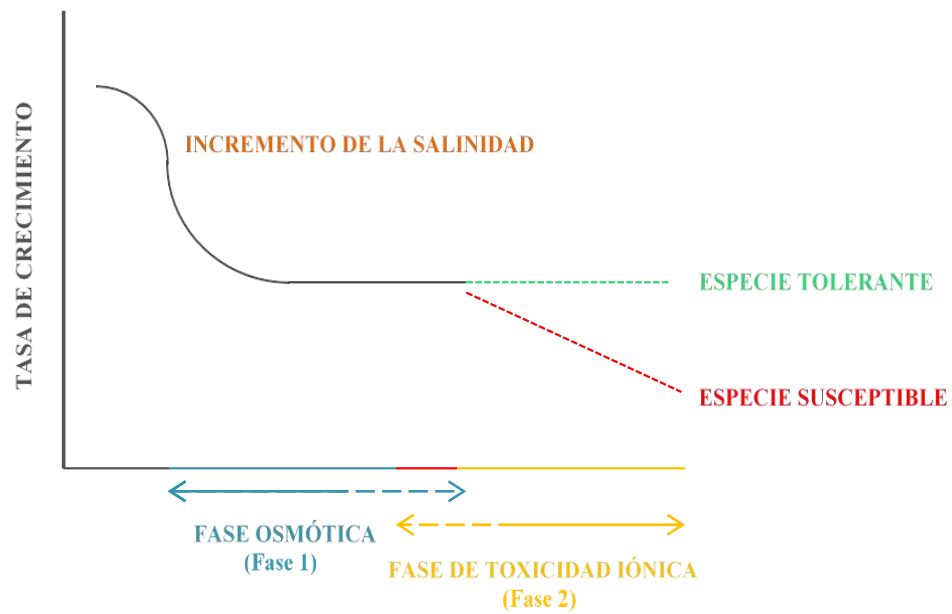 TASA DE CRECIMIENTO
INCREMENTO DE LA SALINIDAD
ESPECIE TOLERANTE
ESPECIE SUSCEPTIBLE
FASE OSMÓTICA
(Fase 1)
FASE DE TOXICIDAD IÓNICA
(Fase 2)